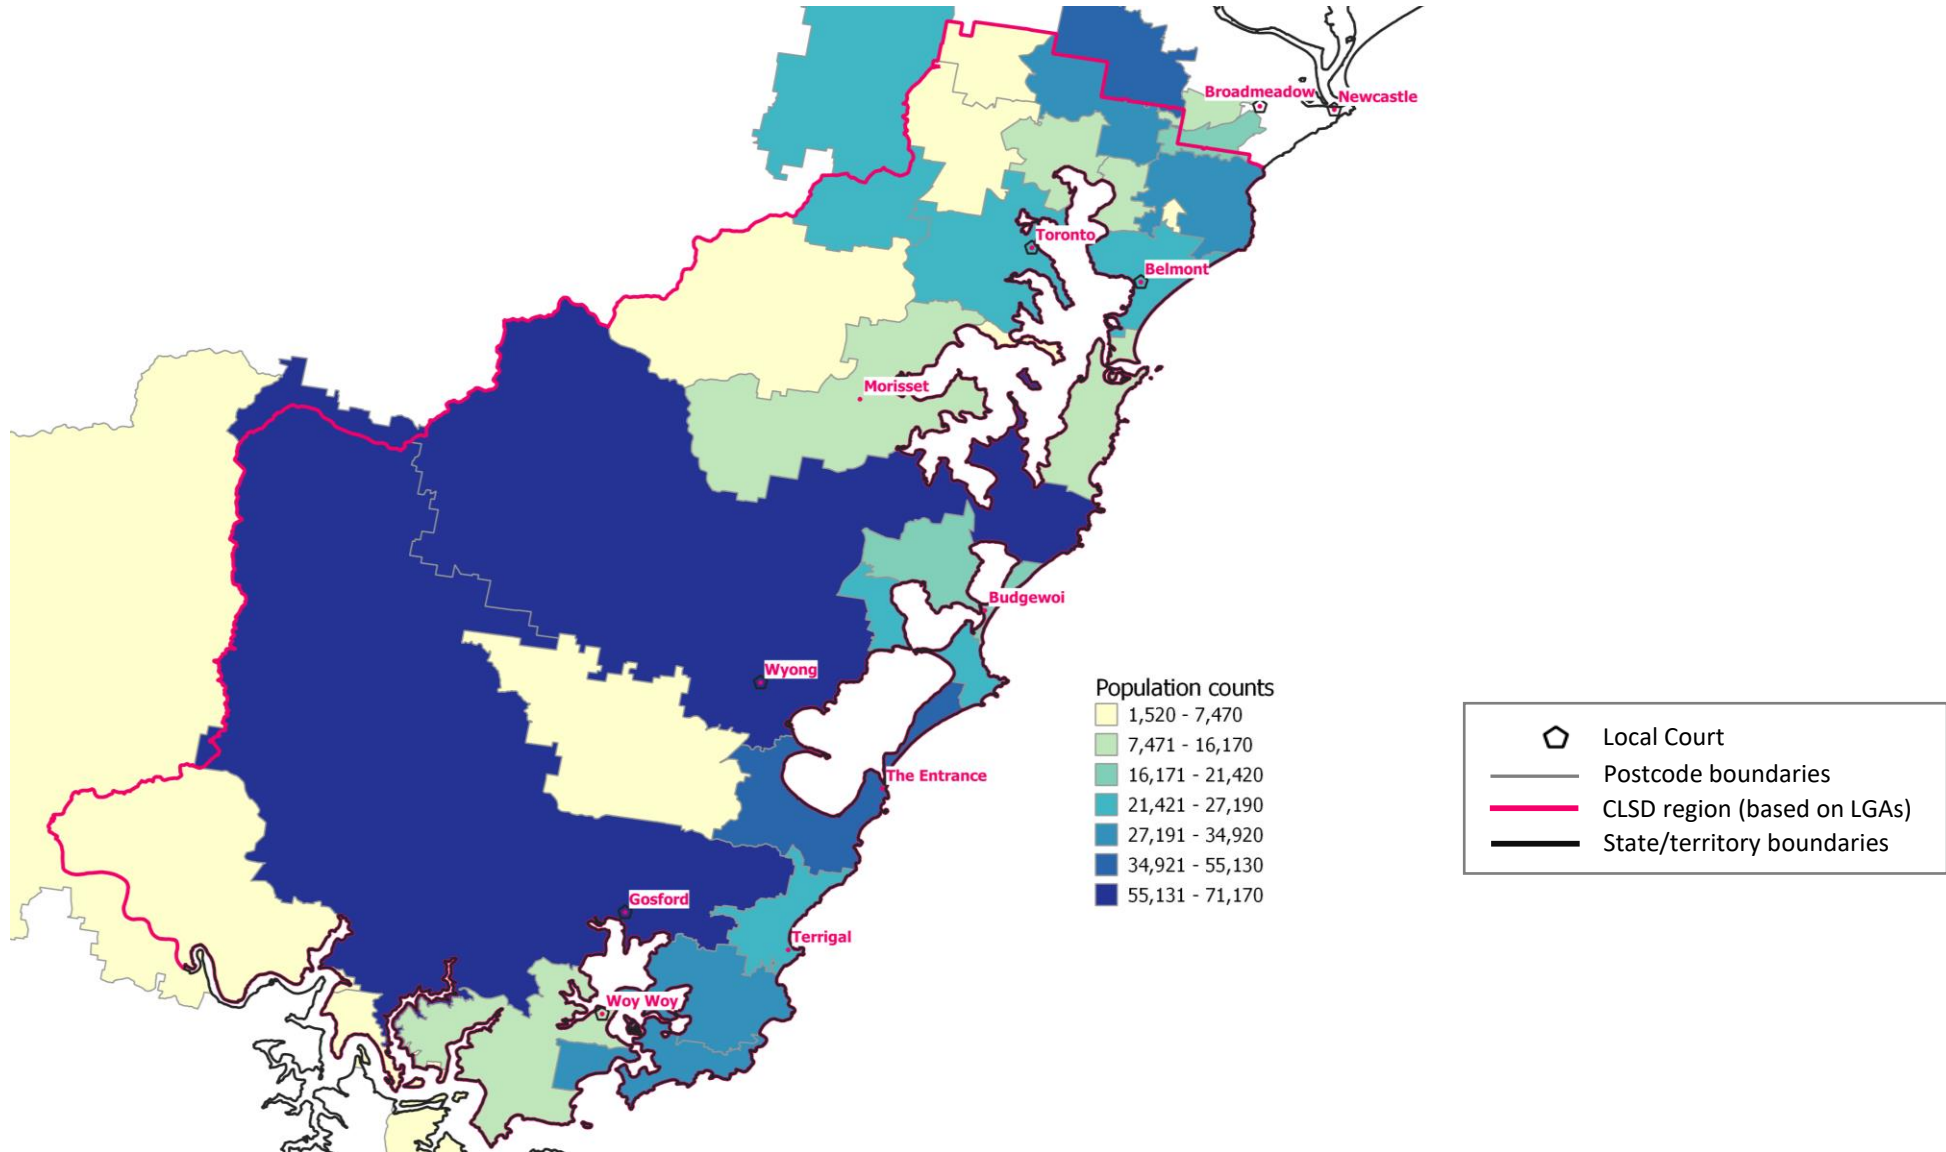 Broadmeadow
Newcastle
Toronto
Belmont
Morisset
Budgewoi
Wyong
The Entrance
Gosford
Terrigal
Woy Woy
Population counts
1,520 - 7,470
7,471 - 16,170
16,171 - 21,420
21,421 - 27,190
27,191 - 34,920
34,921 - 55,130
55,131 - 71,170
Local Court
Postcode boundaries
CLSD region (based on LGAs)
State/territory boundaries